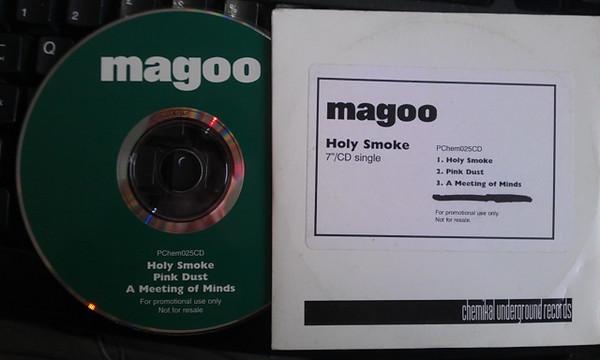 1
2
Q
magoo
PChem025CD
Holy Smoke
Pink Dust
A Meeting of Minds
For promotional use only
Not for resale
magoo
Holy Smoke
7"/CD single
PChem025CD
1. Holy Smoke
2. Pink Dust
3. A Meeting of Minds
For promotional use only.
Not for resale.
chemikal underground records